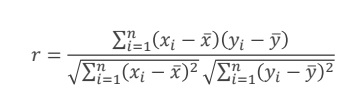 r = \frac{\sum_{i=1}^{n}(x_i - \bar{x})(y_i - \bar{y})}{\sqrt{\sum_{i=1}^{n}(x_i - \bar{x})^2}\sqrt{\sum_{i=1}^{n}(y_i - \bar{y})^2}}